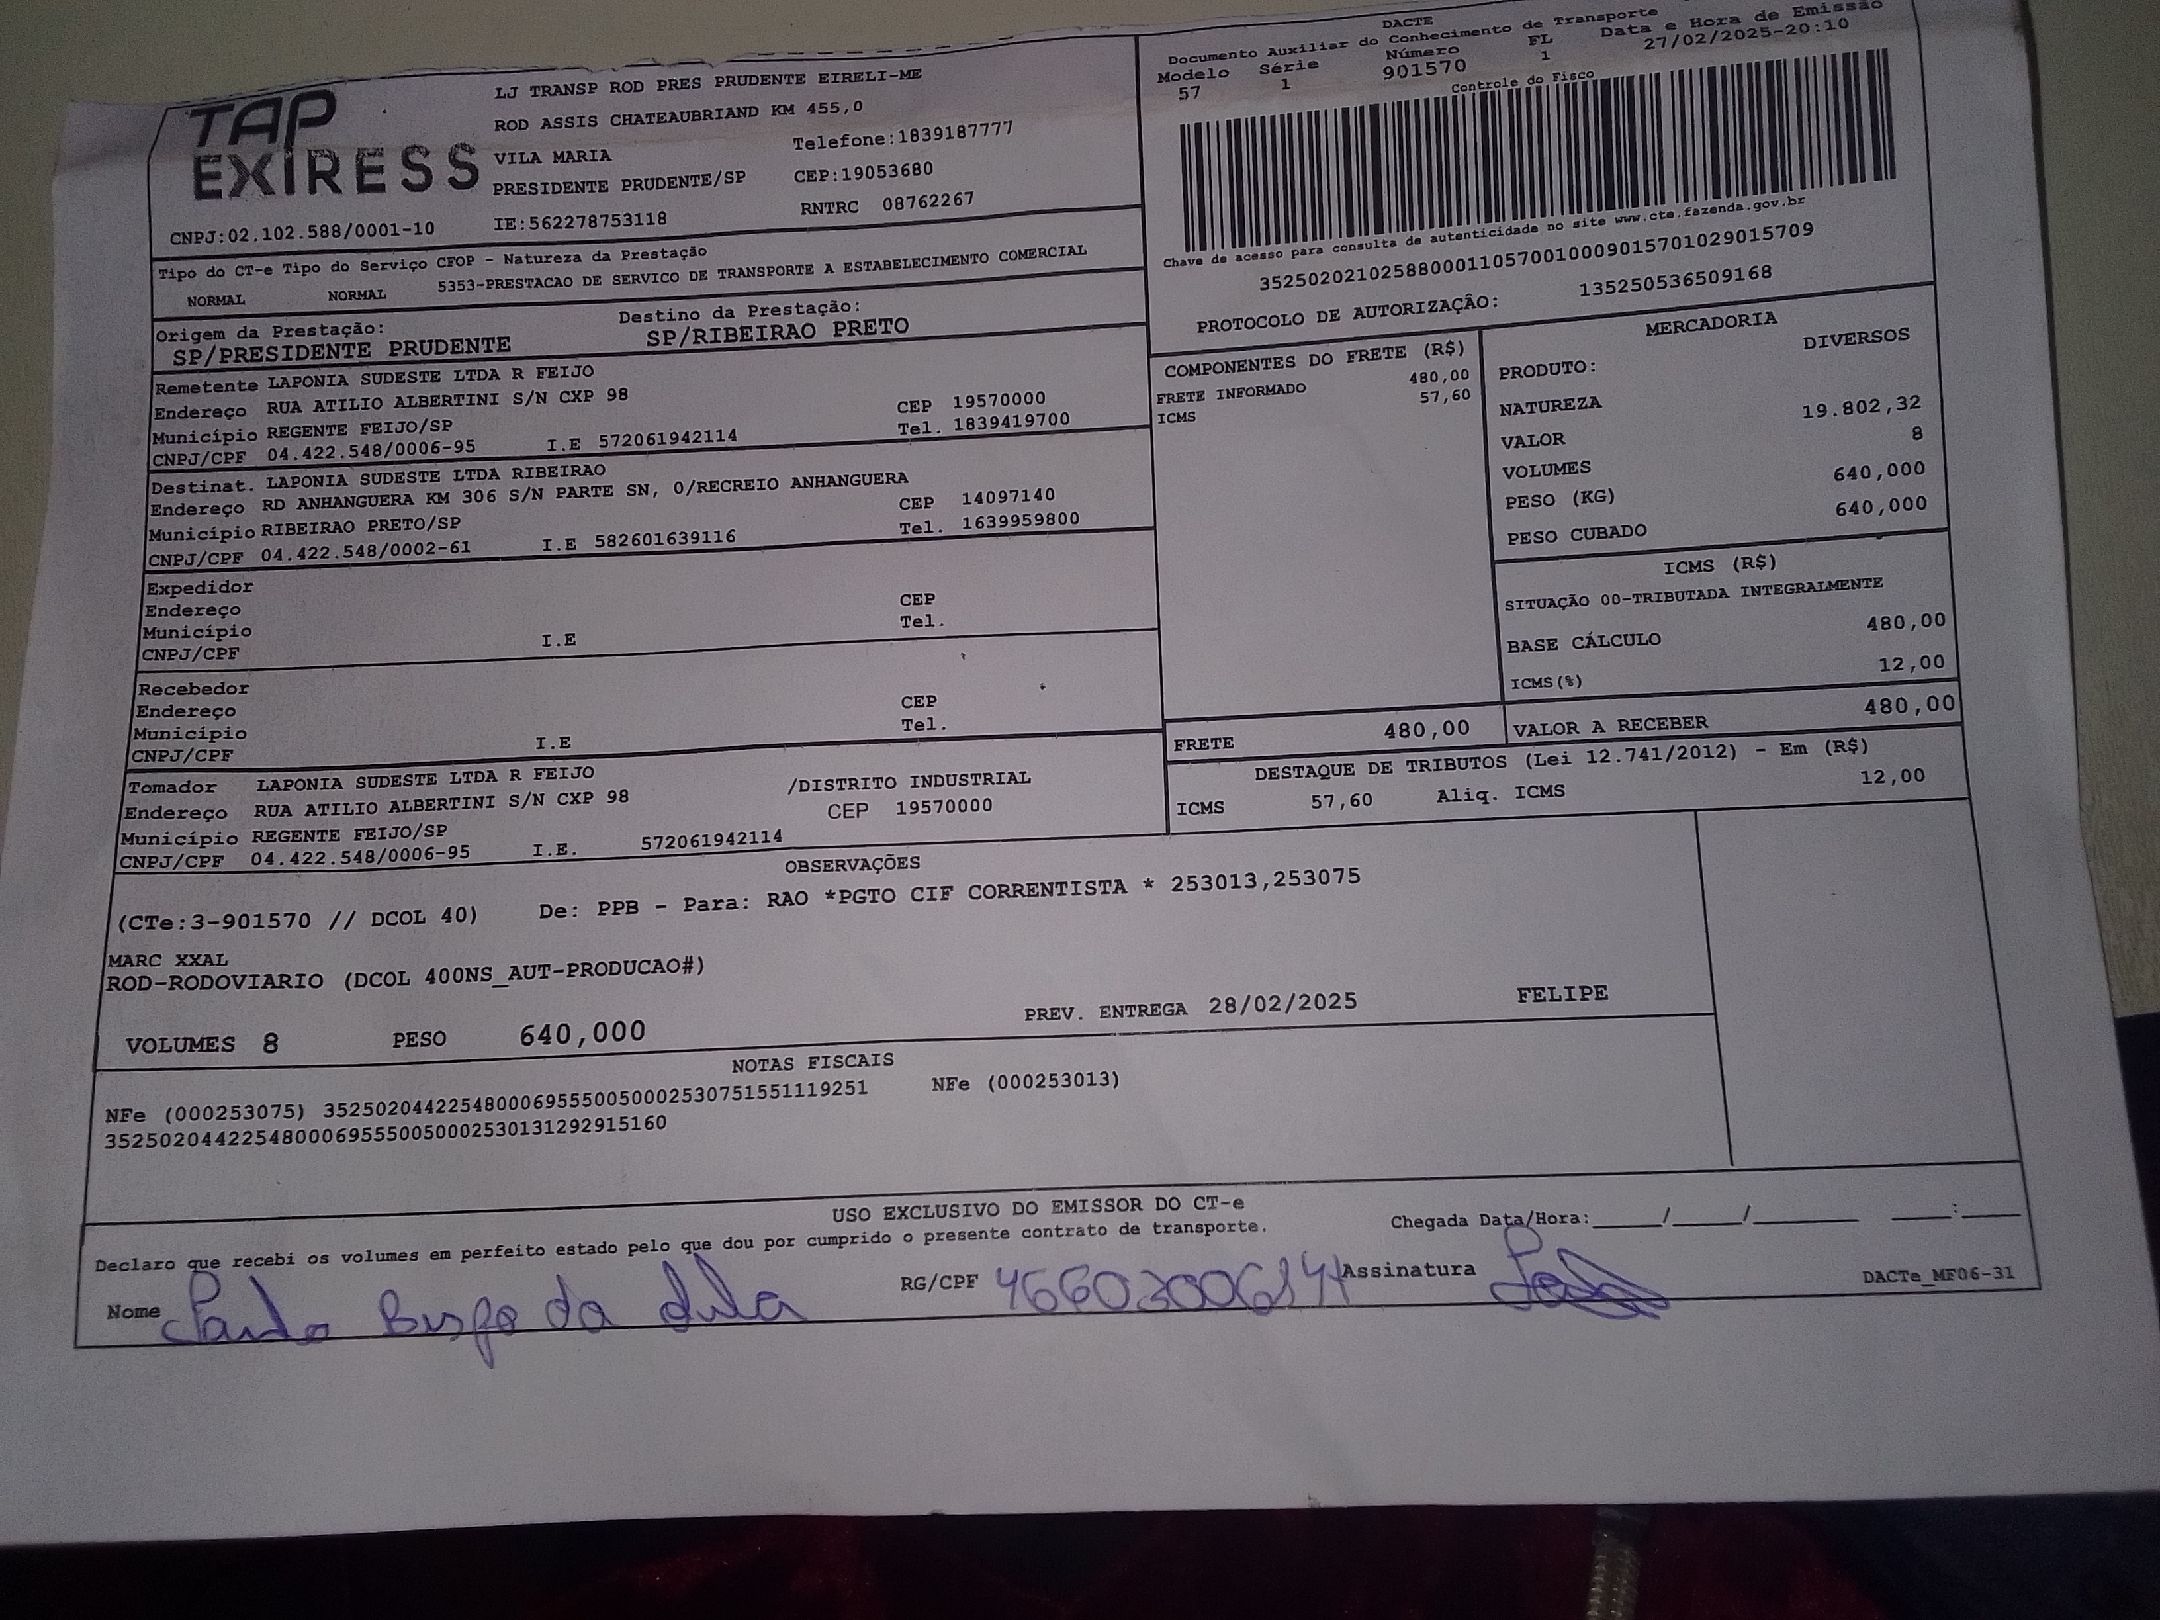 TAP
EXIRESS
LJ TRANSP ROD PRES PRUDENTE EIRELI-ME
ROD ASSIS CHATEAUBRIAND KM 455,0
VILA MARIA Telefone:1839187777
PRESIDENTE PRUDENTE/SP CEP:19053680
CNPJ:02.102.588/0001-10 IE:562278753118 RNTRC 08762267
DACTE
Documento Auxiliar do Conhecimento de Transporte
Modelo Série Número FL Data e Hora de Emissão
57 1 901570 1 27/02/2025-20:10
Controle do Fisco
Chave de acesso para consulta de autenticidade no site www.cte.fazenda.gov.br
35250202102588000110570010009015701029015709
PROTOCOLO DE AUTORIZAÇÃO: 135250536509168
Tipo do CT-e Tipo do Serviço CFOP - Natureza da Prestação
NORMAL NORMAL 5353-PRESTACAO DE SERVICO DE TRANSPORTE A ESTABELECIMENTO COMERCIAL
Origem da Prestação: Destino da Prestação:
SP/PRESIDENTE PRUDENTE SP/RIBEIRAO PRETO
Remetente LAPONIA SUDESTE LTDA R FEIJO
Endereço RUA ATILIO ALBERTINI S/N CXP 98 CEP 19570000
Município REGENTE FEIJO/SP Tel. 1839419700
CNPJ/CPF 04.422.548/0006-95 I.E 572061942114
Destinat. LAPONIA SUDESTE LTDA RIBEIRAO
Endereço RD ANHANGUERA KM 306 S/N PARTE SN, 0/RECREIO ANHANGUERA
CEP 14097140
Município RIBEIRAO PRETO/SP Tel. 1639959800
CNPJ/CPF 04.422.548/0002-61 I.E 582601639116
Expedidor
Endereço CEP
Município Tel.
CNPJ/CPF I.E
Recebedor
Endereço CEP
Município Tel.
CNPJ/CPF I.E
Tomador LAPONIA SUDESTE LTDA R FEIJO /DISTRITO INDUSTRIAL
Endereço RUA ATILIO ALBERTINI S/N CXP 98 CEP 19570000
Município REGENTE FEIJO/SP
CNPJ/CPF 04.422.548/0006-95 I.E. 572061942114
COMPONENTES DO FRETE (R$)
FRETE INFORMADO 480,00
ICMS 57,60
MERCADORIA
PRODUTO: DIVERSOS
NATUREZA
VALOR 19.802,32
VOLUMES 8
PESO (KG) 640,000
PESO CUBADO 640,000
ICMS (R$)
SITUAÇÃO 00-TRIBUTADA INTEGRALMENTE
BASE CÁLCULO 480,00
ICMS(%) 12,00
FRETE 480,00 VALOR A RECEBER 480,00
DESTAQUE DE TRIBUTOS (Lei 12.741/2012) - Em (R$)
ICMS 57,60 Aliq. ICMS 12,00
OBSERVAÇÕES
(CTe:3-901570 // DCOL 40) De: PPB - Para: RAO *PGTO CIF CORRENTISTA * 253013,253075
MARC XXAL
ROD-RODOVIARIO (DCOL 400NS_AUT-PRODUCAO#)
VOLUMES 8 PESO 640,000 PREV. ENTREGA 28/02/2025 FELIPE
NOTAS FISCAIS
NFe (000253075) 35250204422548000695550050002530751551119251 NFe (000253013)
35250204422548000695550050002530131292915160
USO EXCLUSIVO DO EMISSOR DO CT-e
Declaro que recebi os volumes em perfeito estado pelo que dou por cumprido o presente contrato de transporte.
Chegada Data/Hora:_____/_____/________ ____:____
Nome Bispo da Silva RG/CPF Assinatura
DACTe_MF06-31